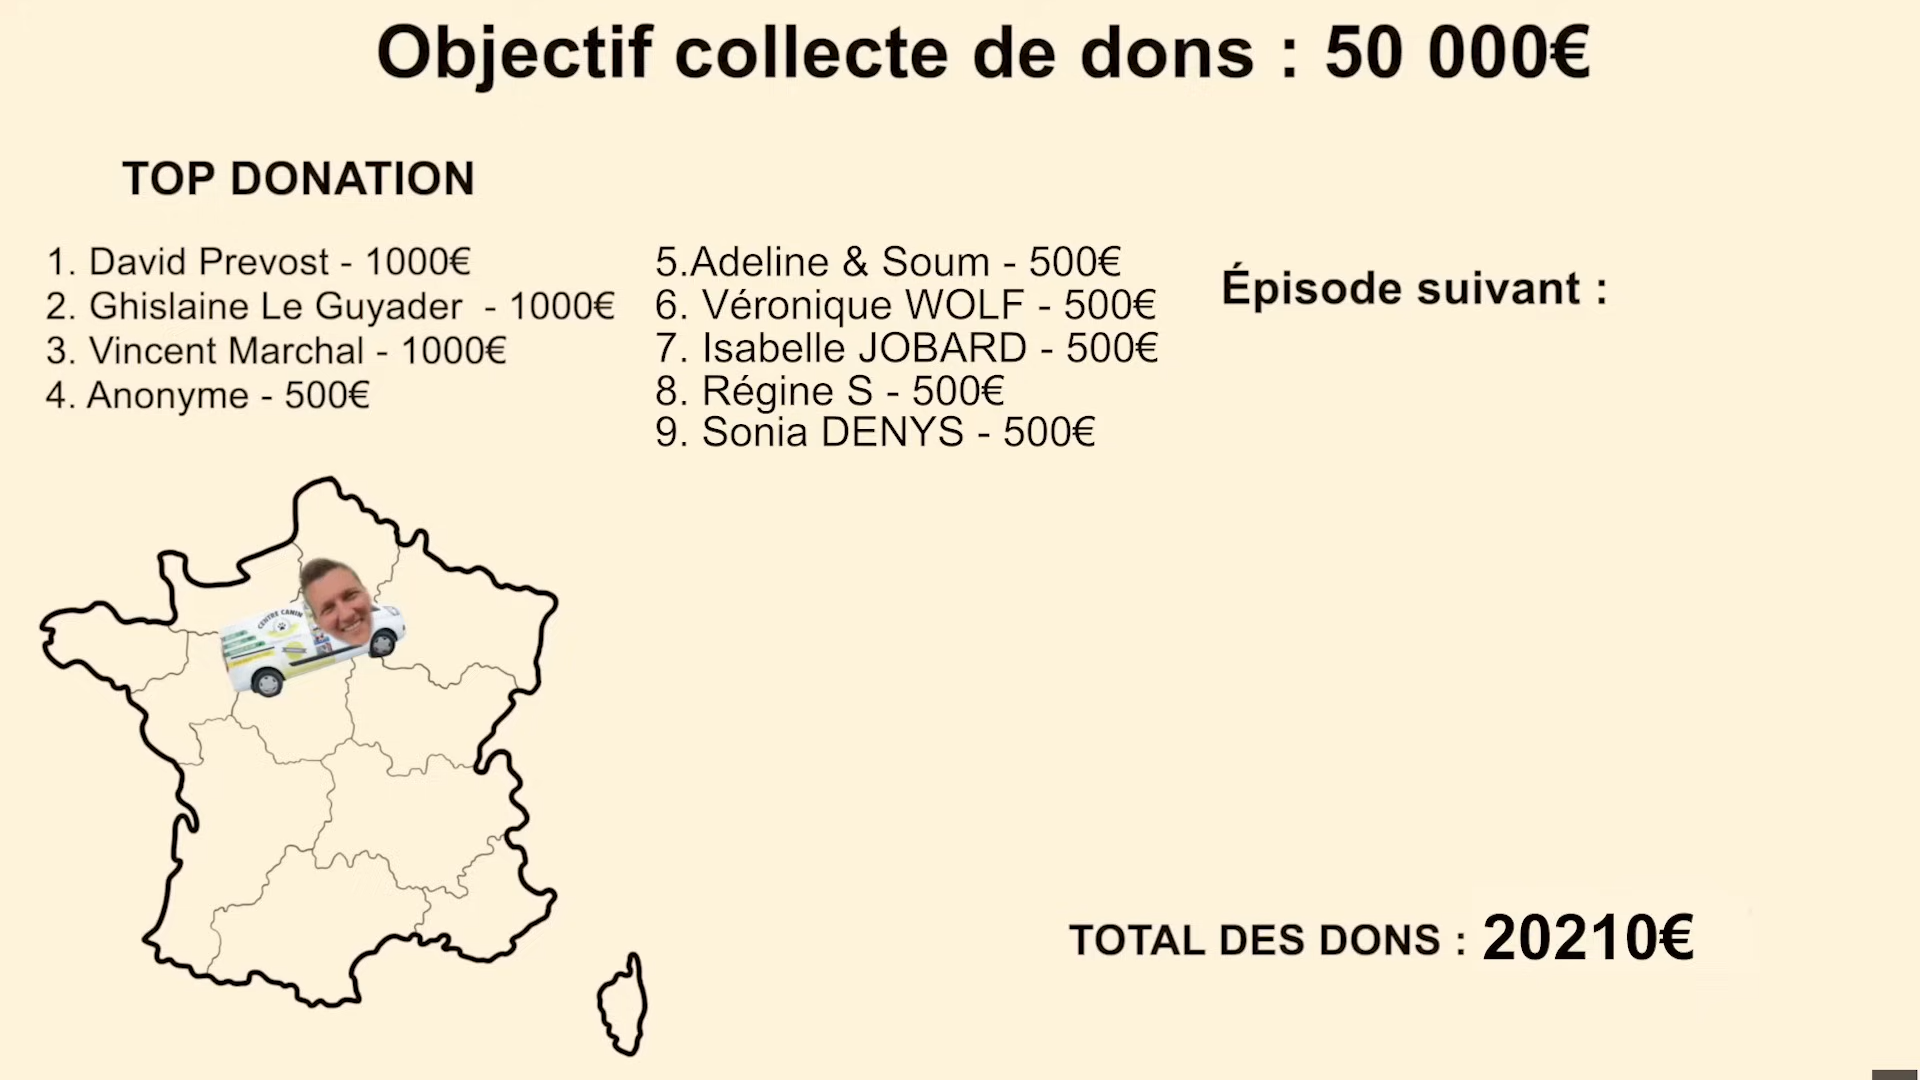 Objectif collecte de dons : 50 000€
TOP DONATION
1. David Prevost - 1000€
2. Ghislaine Le Guyader - 1000€
3. Vincent Marchal - 1000€
4. Anonyme - 500€
5.Adeline & Soum - 500€
6. Véronique WOLF - 500€
7. Isabelle JOBARD - 500€
8. Régine S - 500€
9. Sonia DENYS - 500€
Épisode suivant :
CENTRE CANIN
TOTAL DES DONS : 20210€